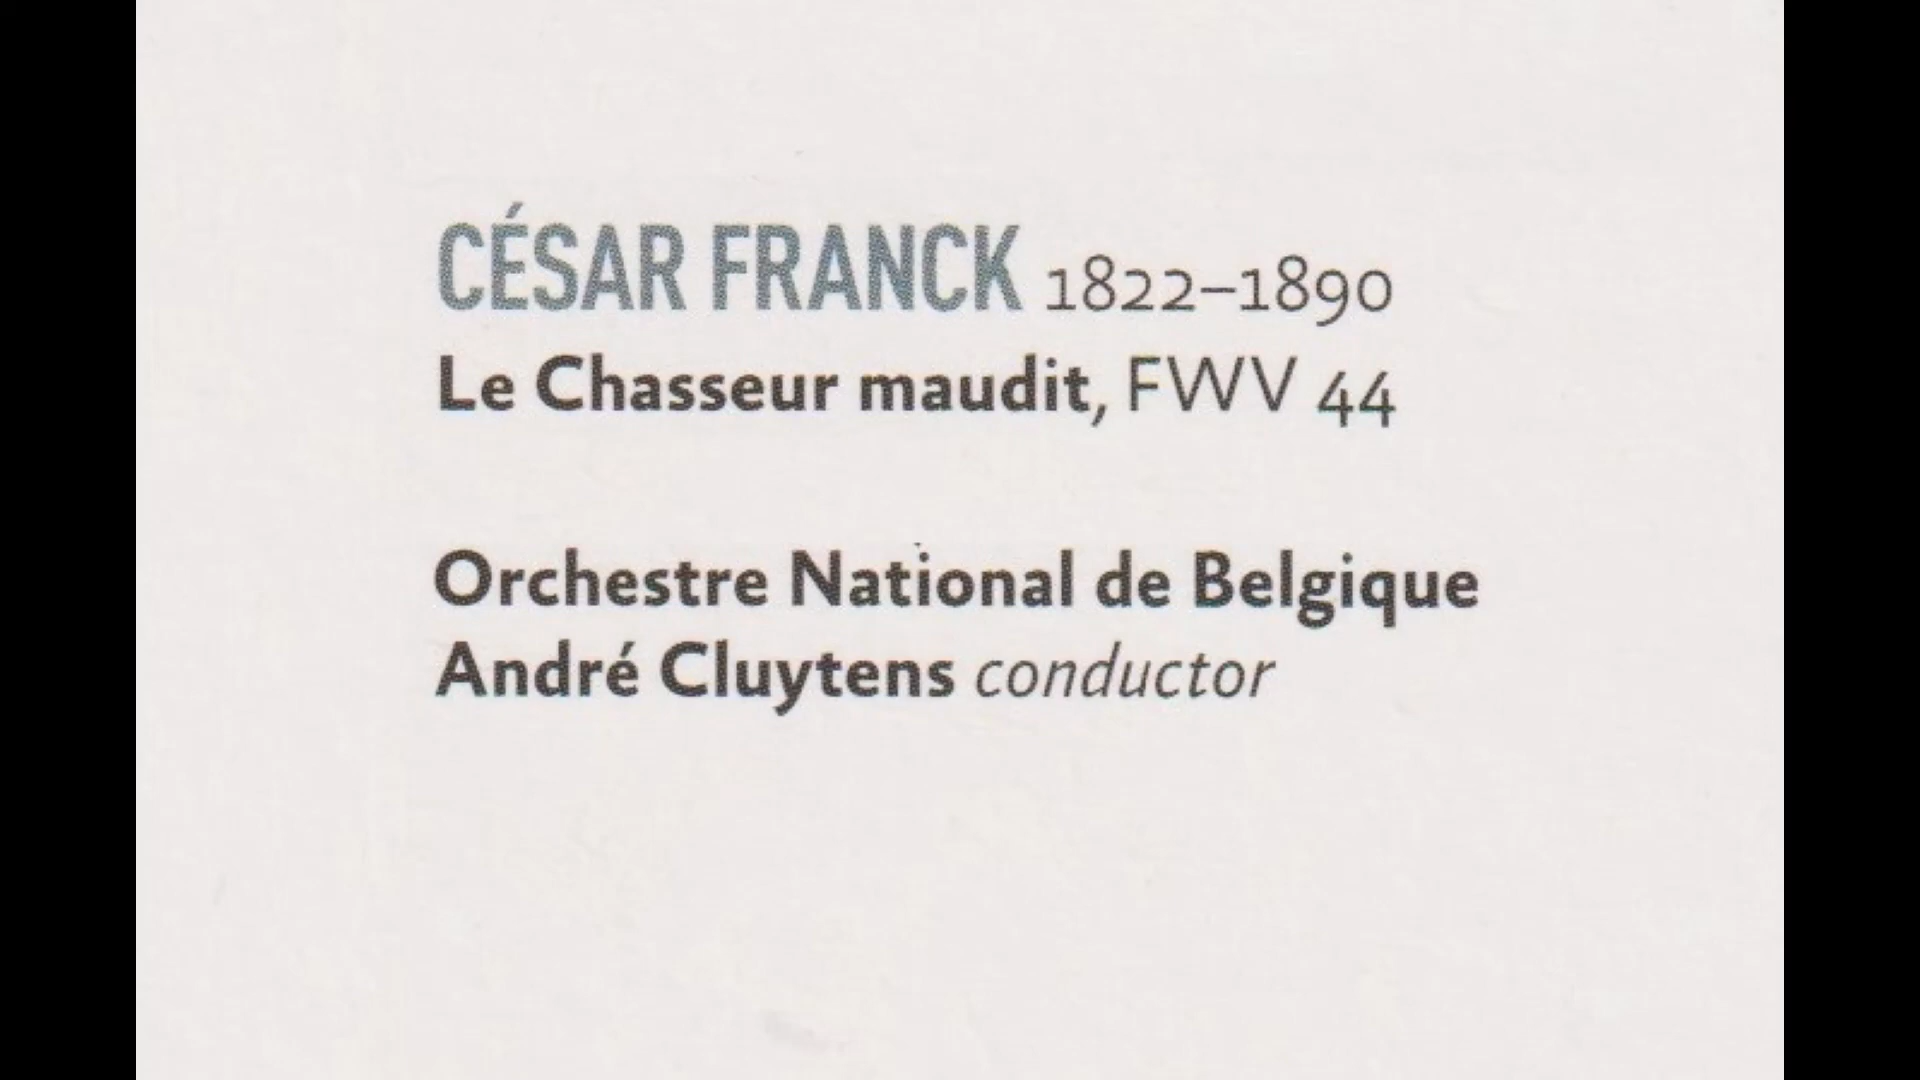 CÉSAR FRANCK 1822–1890
Le Chasseur maudit, FWV 44
Orchestre National de Belgique
André Cluytens conductor